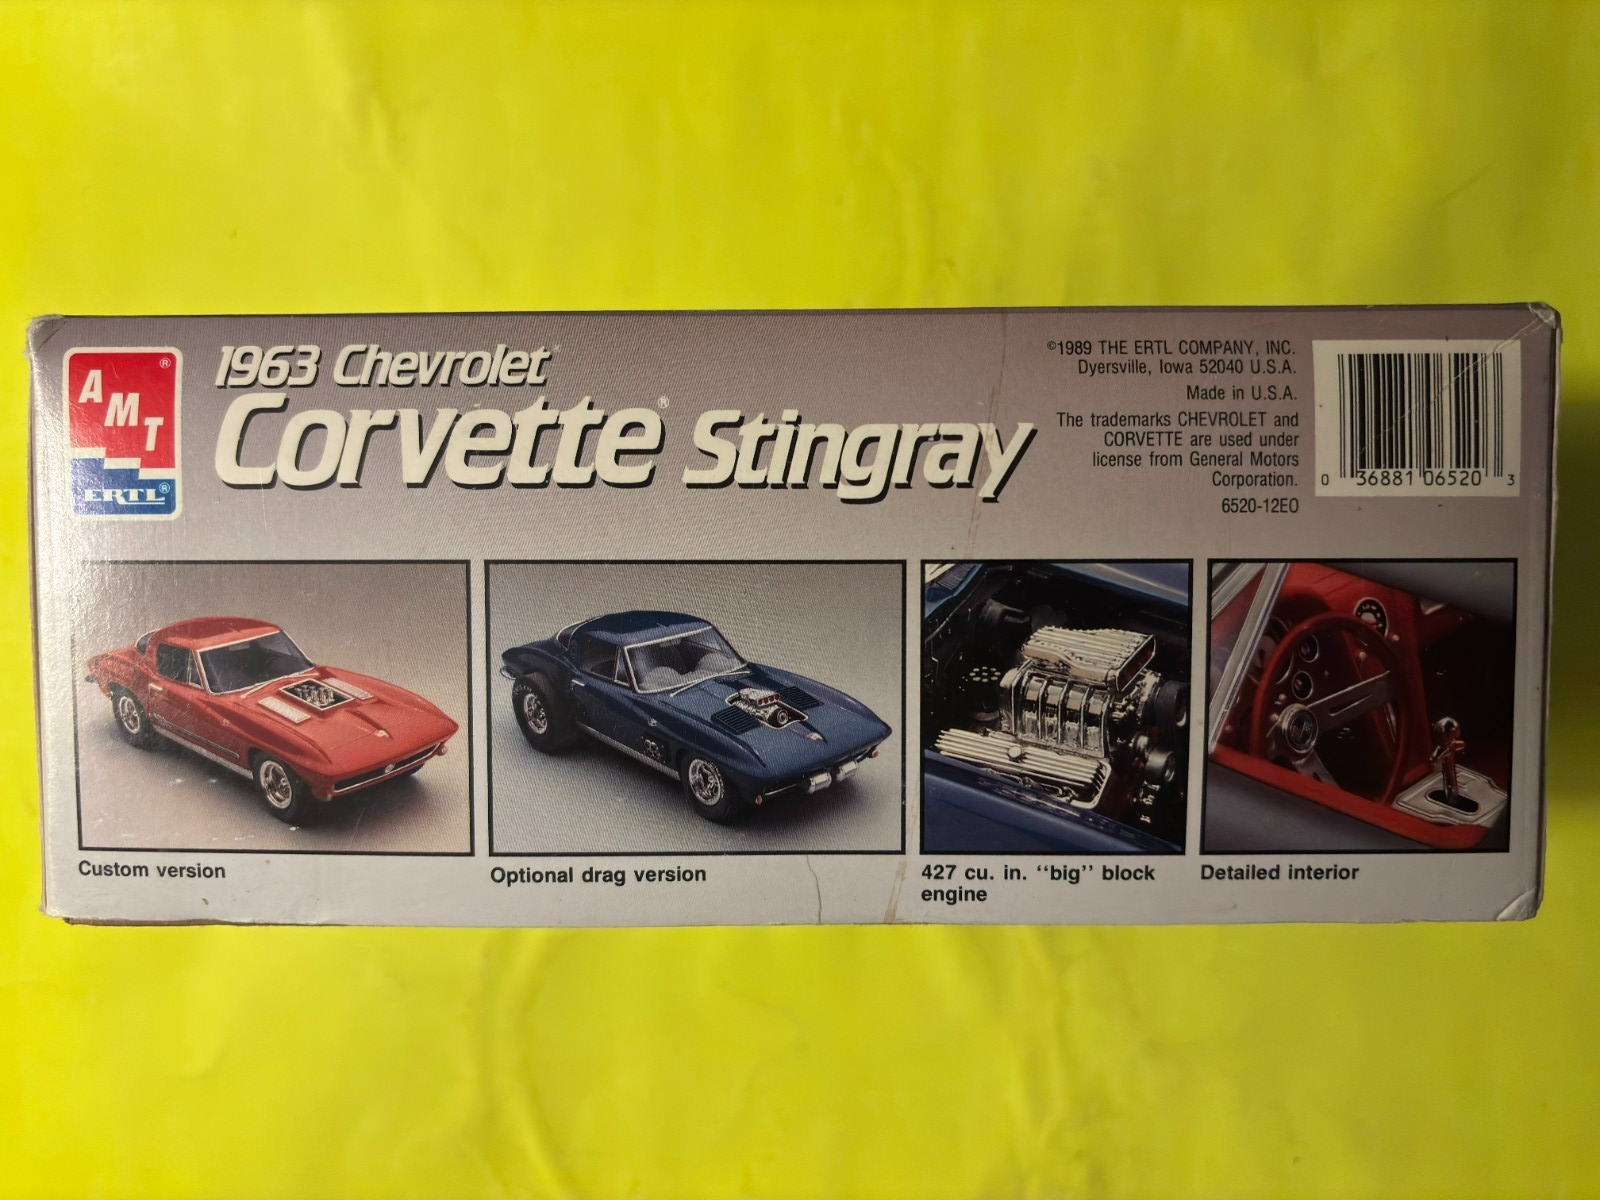 AMT®
ERTL®
1963 Chevrolet®
Corvette® Stingray
©1989 THE ERTL COMPANY, INC.
Dyersville, Iowa 52040 U.S.A.
Made in U.S.A.
The trademarks CHEVROLET and
CORVETTE are used under
license from General Motors
Corporation.
6520-12EO
0 36881 06520 3
Custom version
Optional drag version
427 cu. in. “big” block
engine
Detailed interior